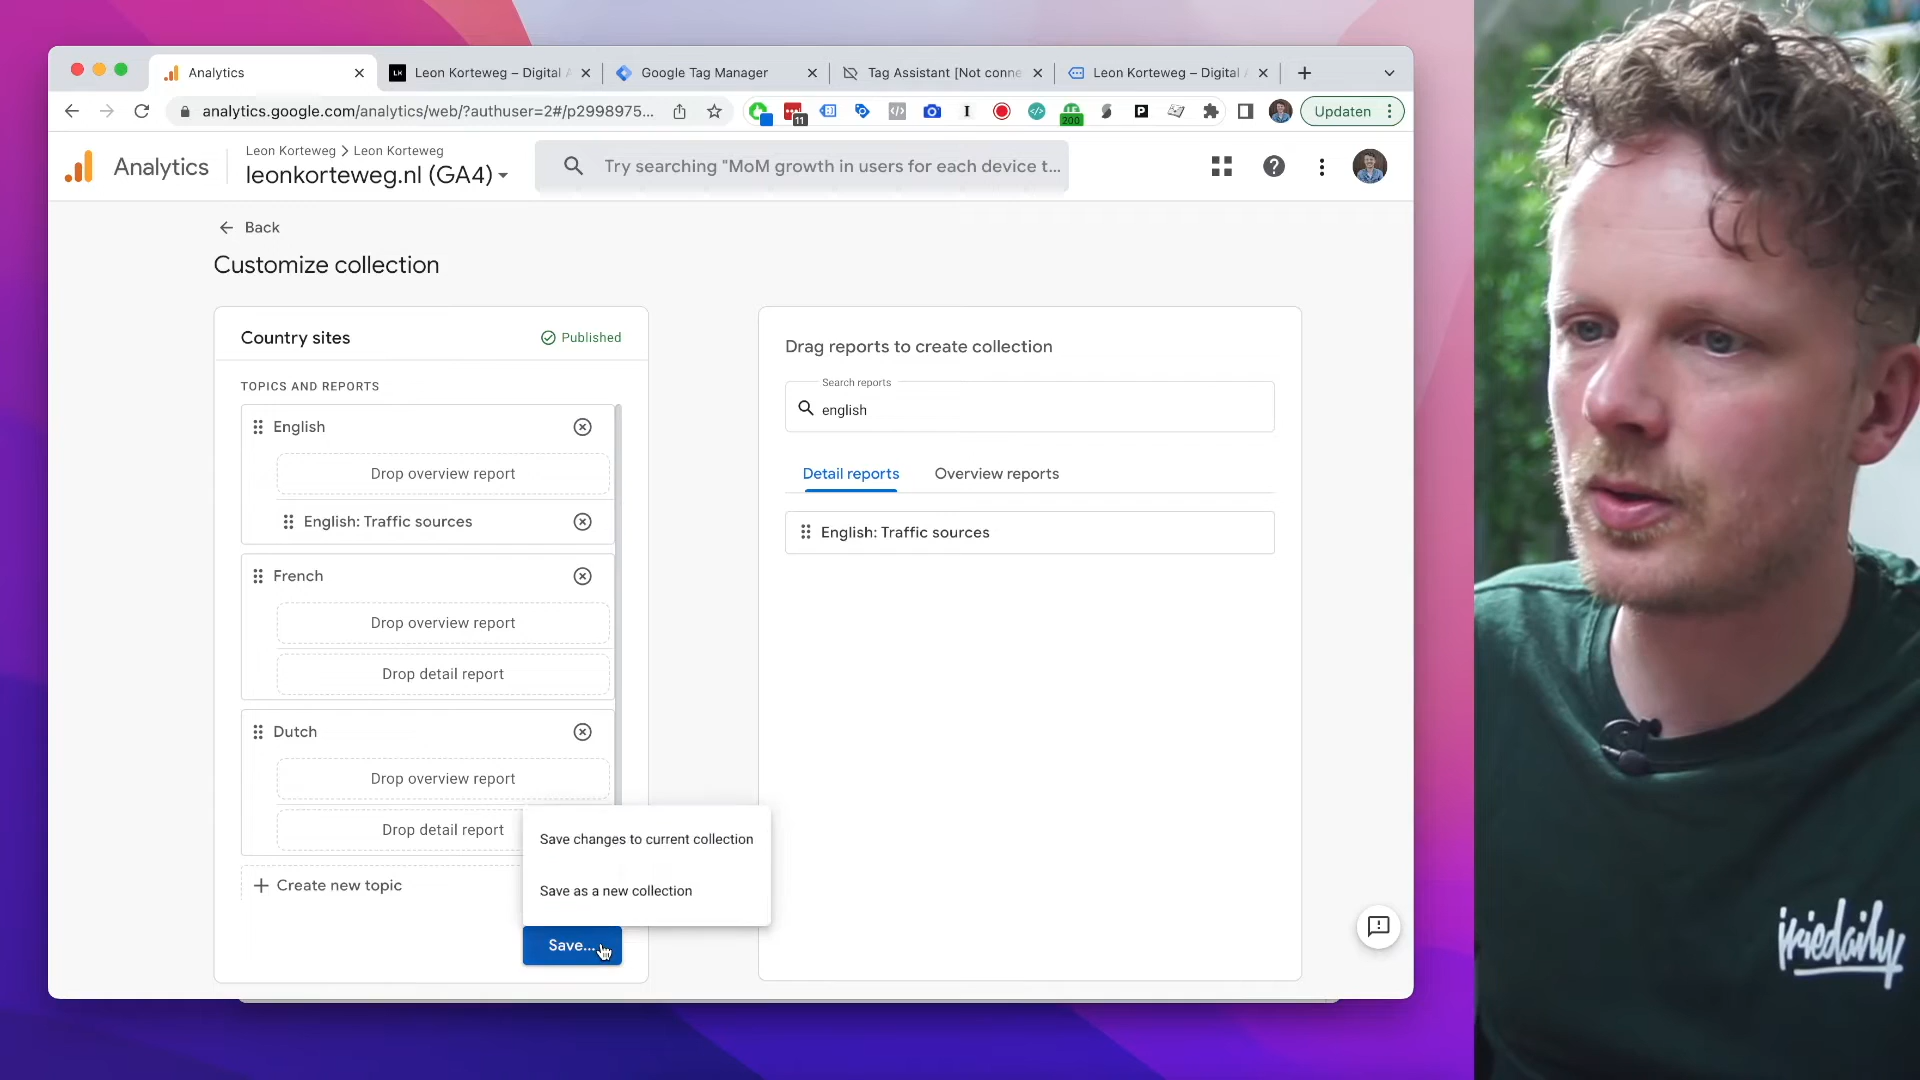 Analytics
Leon Korteweg – Digital A
Google Tag Manager
Tag Assistant [Not conne
Leon Korteweg – Digital A
analytics.google.com/analytics/web/?authuser=2#/p2998975...
11
200
Updaten
Analytics
Leon Korteweg > Leon Korteweg
leonkorteweg.nl (GA4)
Try searching "MoM growth in users for each device t...
Back
Customize collection
Country sites
Published
TOPICS AND REPORTS
English
Drop overview report
English: Traffic sources
French
Drop overview report
Drop detail report
Dutch
Drop overview report
Drop detail report
Create new topic
Save changes to current collection
Save as a new collection
Save...
Drag reports to create collection
Search reports
english
Detail reports
Overview reports
English: Traffic sources
iriedaily